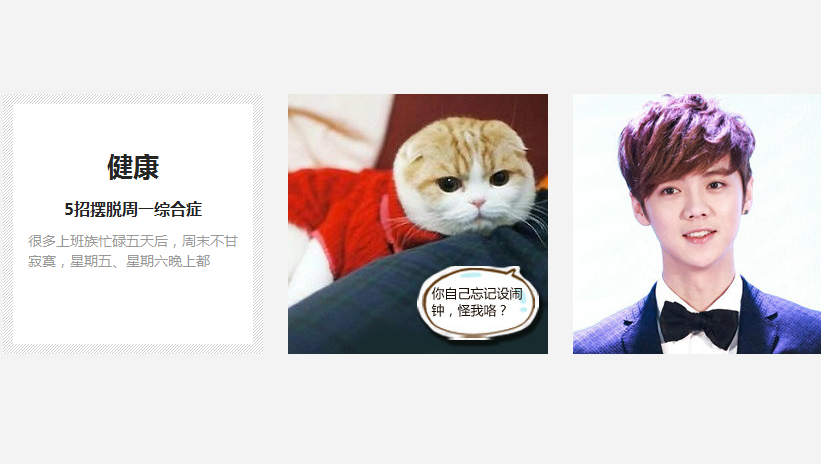 健康
5招摆脱周一综合症
很多上班族忙碌五天后，周末不甘
寂寞，星期五、星期六晚上都
你自己忘记设闹
钟，怪我咯？